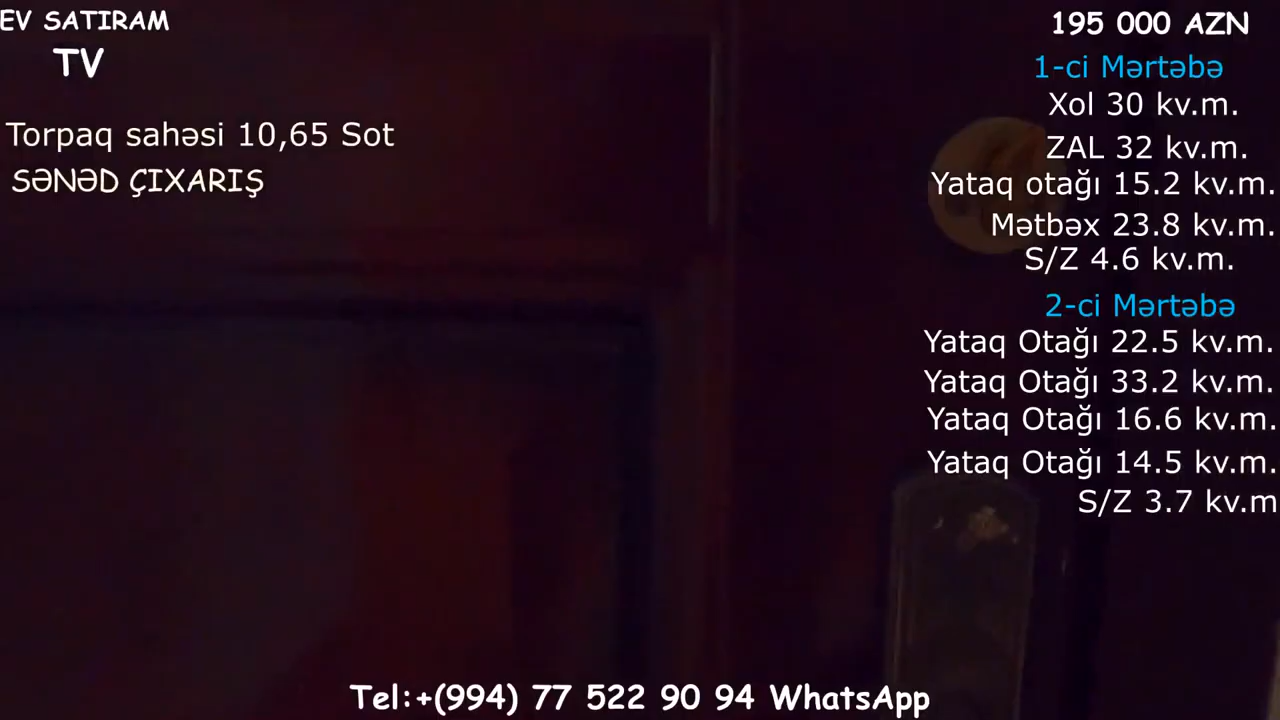 EV SATIRAM
TV
Torpaq sahəsi 10,65 Sot
SƏNƏD ÇIXARIŞ
195 000 AZN
1-ci Mərtəbə
Xol 30 kv.m.
ZAL 32 kv.m.
Yataq otağı 15.2 kv.m.
Mətbəx 23.8 kv.m.
S/Z 4.6 kv.m.
2-ci Mərtəbə
Yataq Otağı 22.5 kv.m.
Yataq Otağı 33.2 kv.m.
Yataq Otağı 16.6 kv.m.
Yataq Otağı 14.5 kv.m.
S/Z 3.7 kv.m
Tel:+(994) 77 522 90 94 WhatsApp